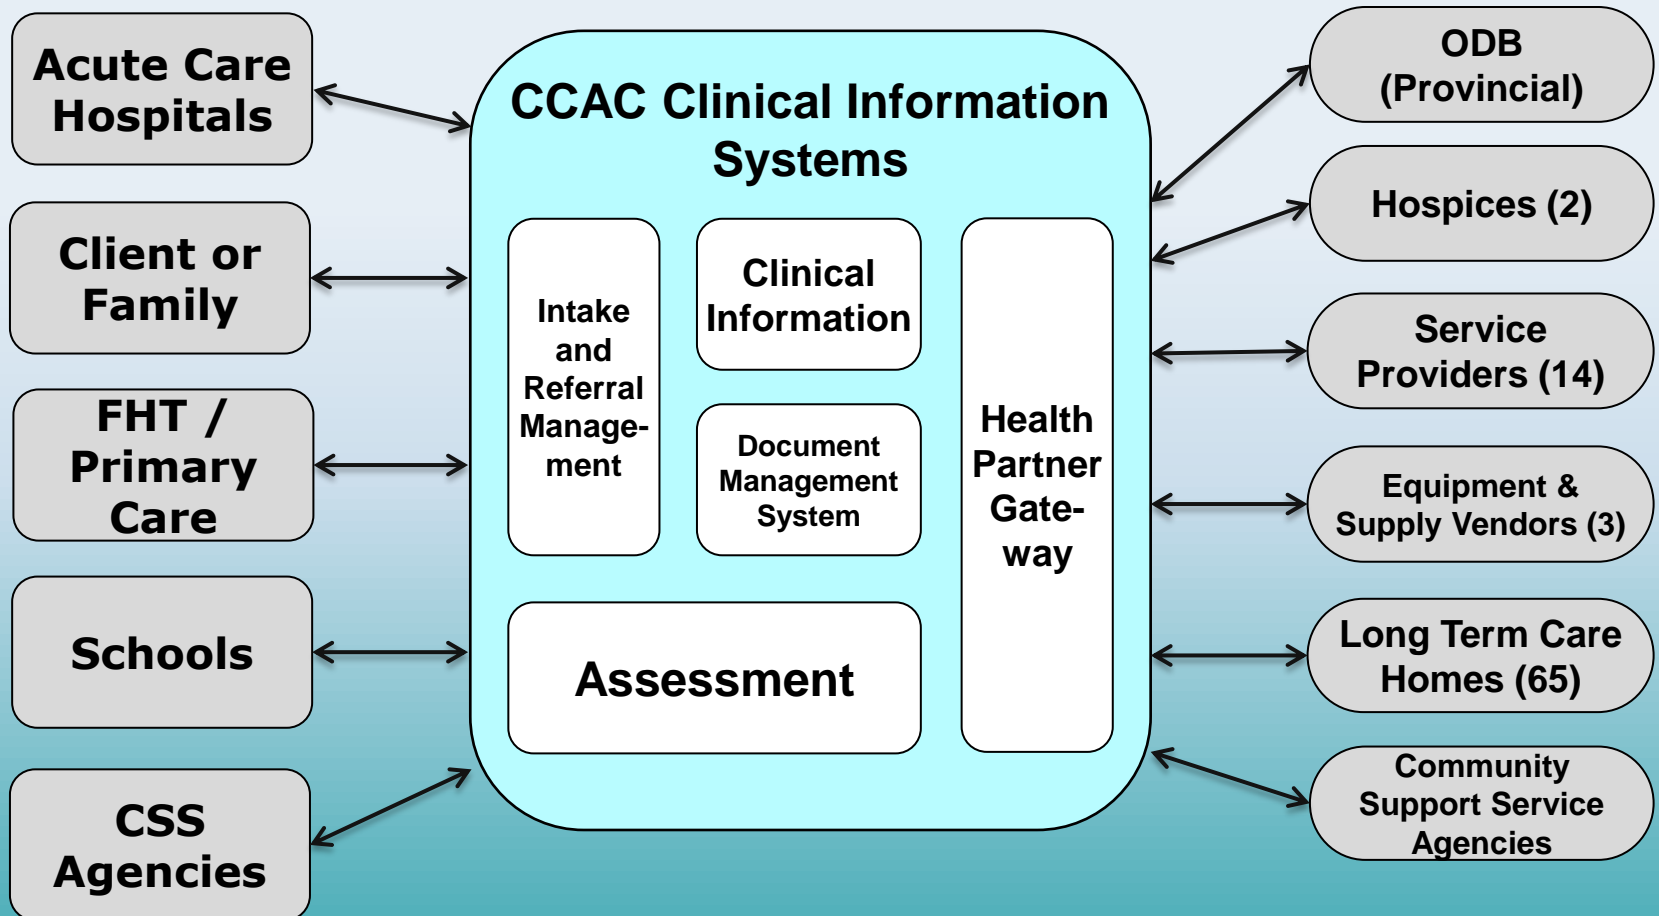 Acute Care
Hospitals
Client or
Family
FHT /
Primary
Care
Schools
CSS
Agencies
CCAC Clinical Information
Systems
Intake
and
Referral
Manage-
ment
Clinical
Information
Document
Management
System
Assessment
Health
Partner
Gate-
way
ODB
(Provincial)
Hospices (2)
Service
Providers (14)
Equipment &
Supply Vendors (3)
Long Term Care
Homes (65)
Community
Support Service
Agencies